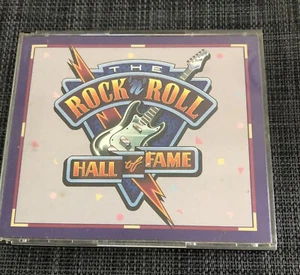 THE
ROCK 'N' ROLL
HALL of FAME